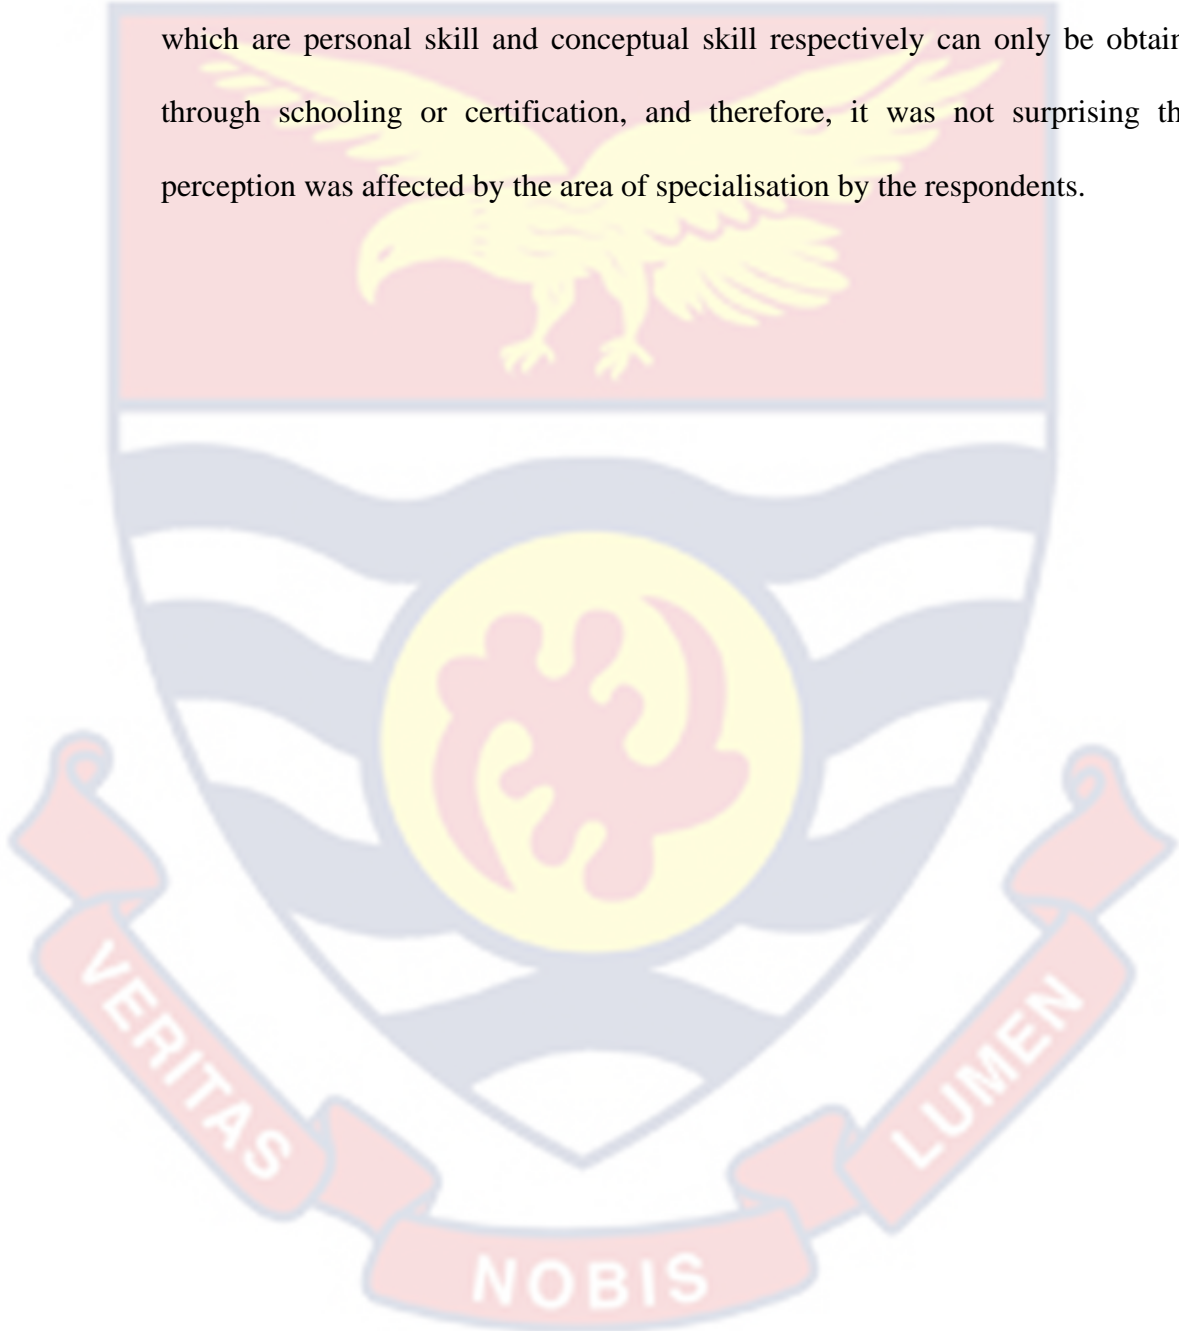 which are personal skill and conceptual skill respectively can only be obtain
through schooling or certification, and therefore, it was not surprising th
perception was affected by the area of specialisation by the respondents.
VERITAS
NOBIS
LUMEN